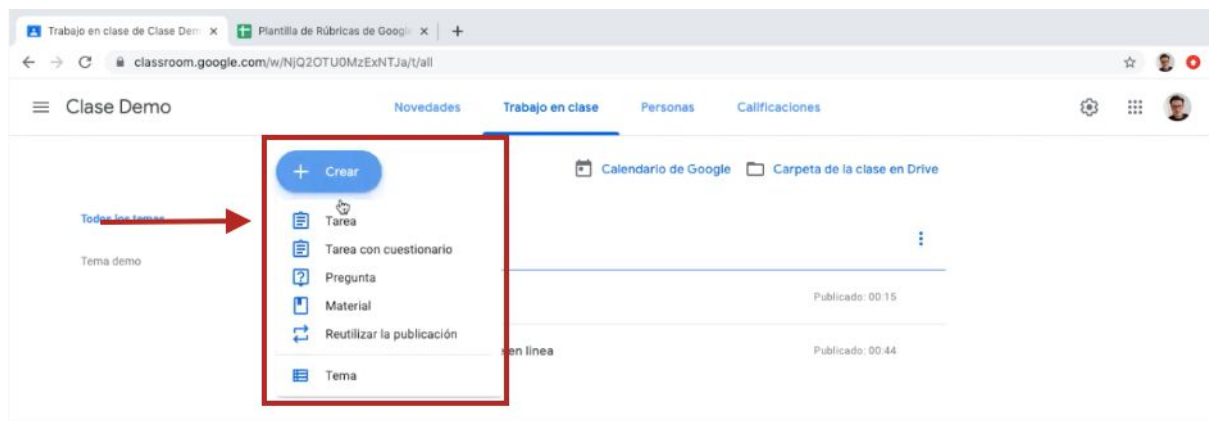 Trabajo en clase de Clase Dem
Plantilla de Rúbricas de Googl
classroom.google.com/w/NjQ2OTU0MzExNTJa/t/all
Clase Demo
Novedades
Trabajo en clase
Personas
Calificaciones
Crear
Calendario de Google
Carpeta de la clase en Drive
Todos los temas
Tema demo
Tarea
Tarea con cuestionario
Pregunta
Material
Reutilizar la publicación
Tema
Publicado: 00:15
en linea
Publicado: 00:44